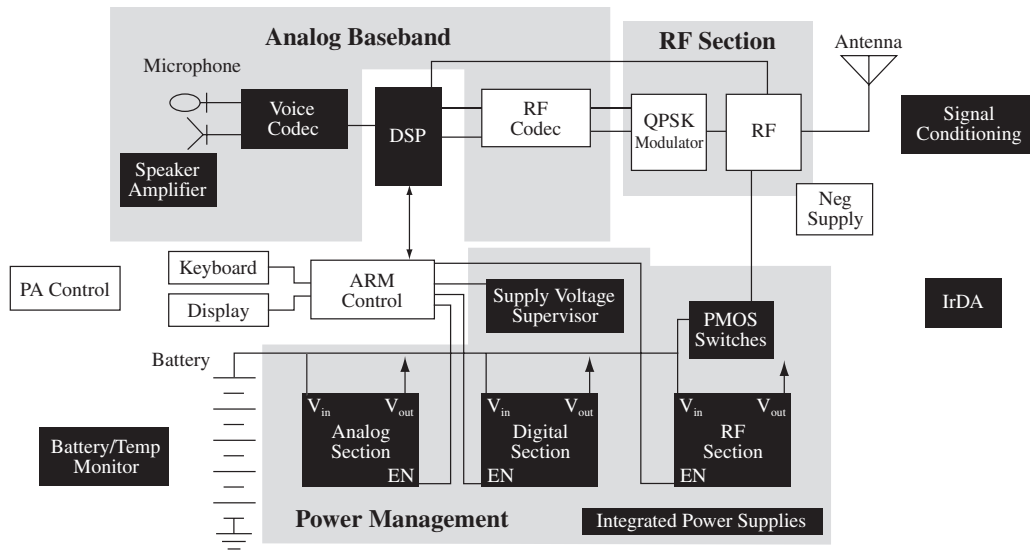 Analog Baseband
RF Section
Antenna
Microphone
Voice
Codec
DSP
RF
Codec
QPSK
Modulator
RF
Signal
Conditioning
Speaker
Amplifier
Neg
Supply
Keyboard
Display
ARM
Control
PA Control
Supply Voltage
Supervisor
PMOS
Switches
IrDA
Battery
Vin
Vout
Analog
Section
EN
Vin
Vout
Digital
Section
EN
Vin
Vout
RF
Section
EN
Battery/Temp
Monitor
Power Management
Integrated Power Supplies